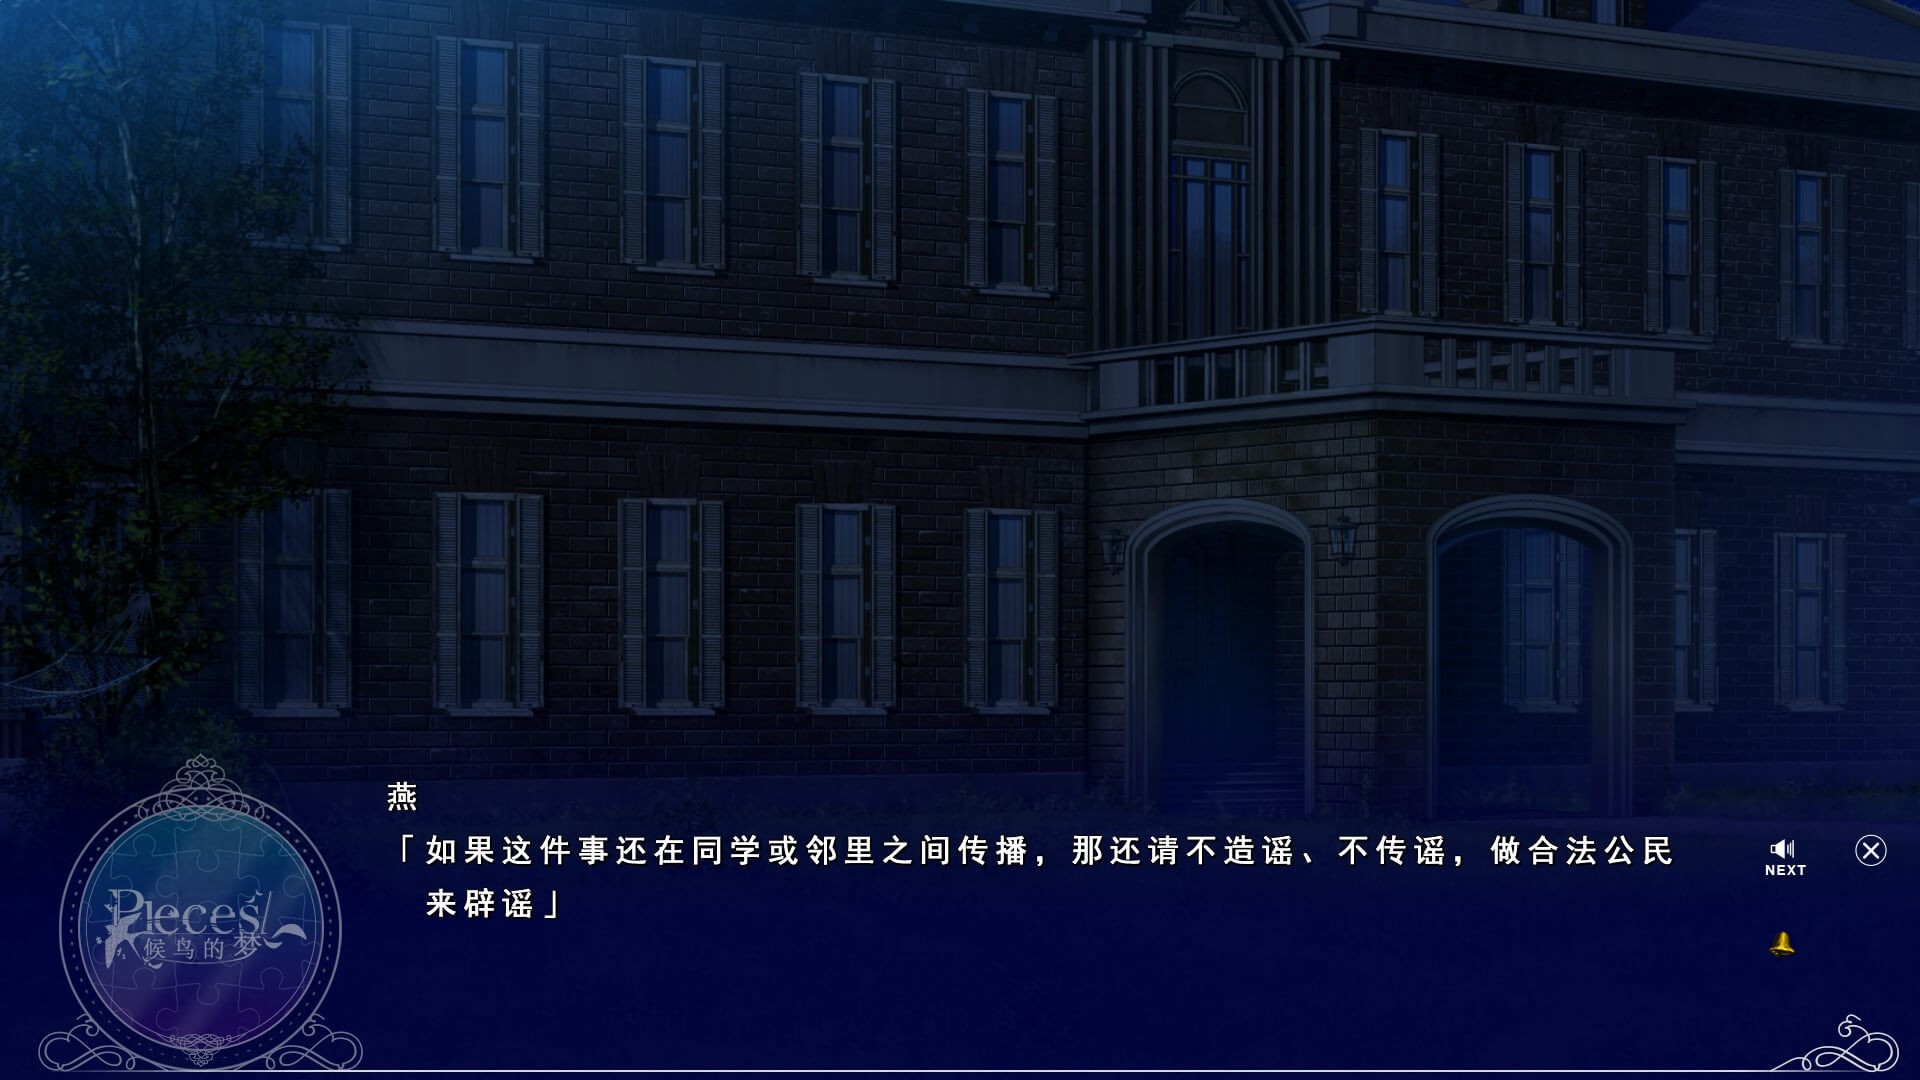 燕
「如果这件事还在同学或邻里之间传播，那还请不造谣、不传谣，做合法公民
来辟谣」
NEXT
Pieces
候鸟的梦